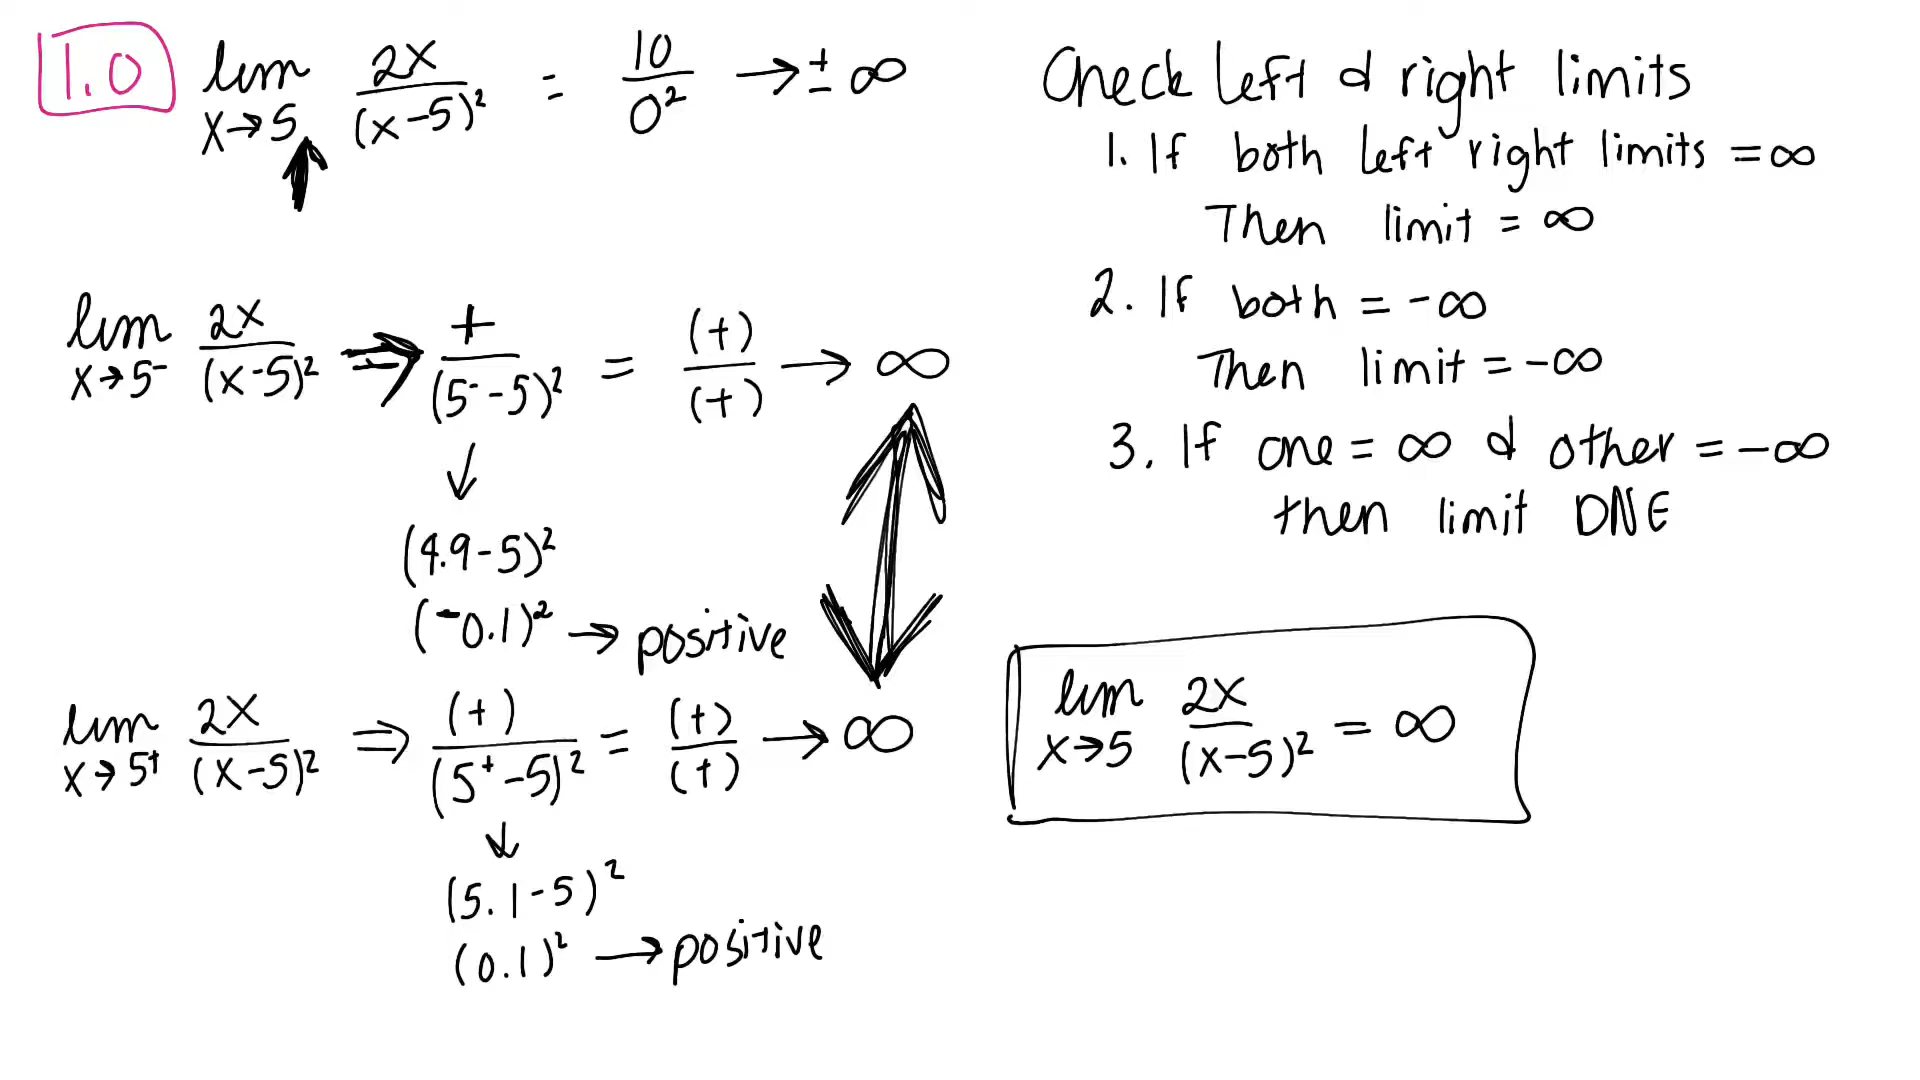 1.0
lim x→5 2x/(x-5)² = 10/0² → ± ∞
lim x→5⁻ 2x/(x-5)² ⇒ +/(5⁻-5)² = (+)/(+) → ∞
↓
(4.9-5)²
(-0.1)² → positive
lim x→5⁺ 2x/(x-5)² ⇒ (+)/(5⁺-5)² = (+)/(+) → ∞
↓
(5.1-5)²
(0.1)² → positive
Check left & right limits
1. If both left right limits = ∞
Then limit = ∞
2. If both = -∞
Then limit = -∞
3. If one = ∞ & other = -∞
then limit DNE
lim x→5 2x/(x-5)² = ∞